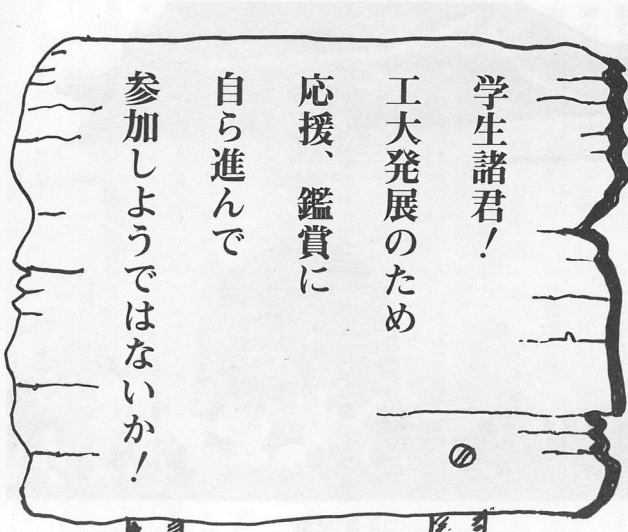 学生諸君！
工大発展のため
応援、鑑賞に
自ら進んで
参加しようではないか！